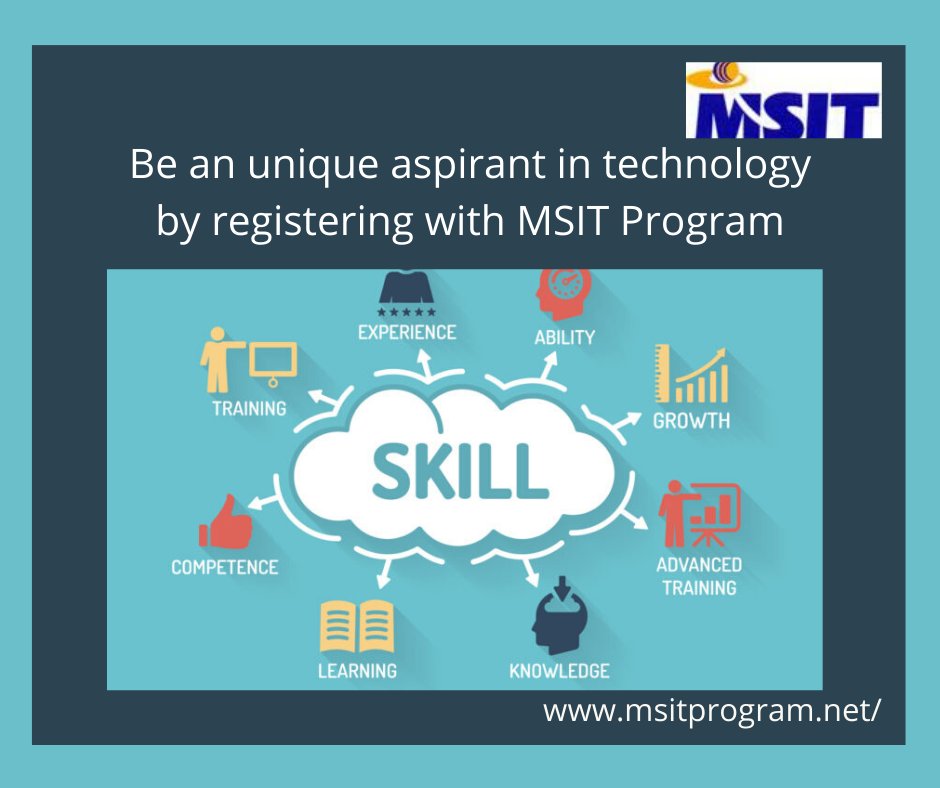 MSIT
Be an unique aspirant in technology
by registering with MSIT Program
EXPERIENCE
ABILITY
TRAINING
GROWTH
SKILL
COMPETENCE
ADVANCED
TRAINING
LEARNING
KNOWLEDGE
www.msitprogram.net/